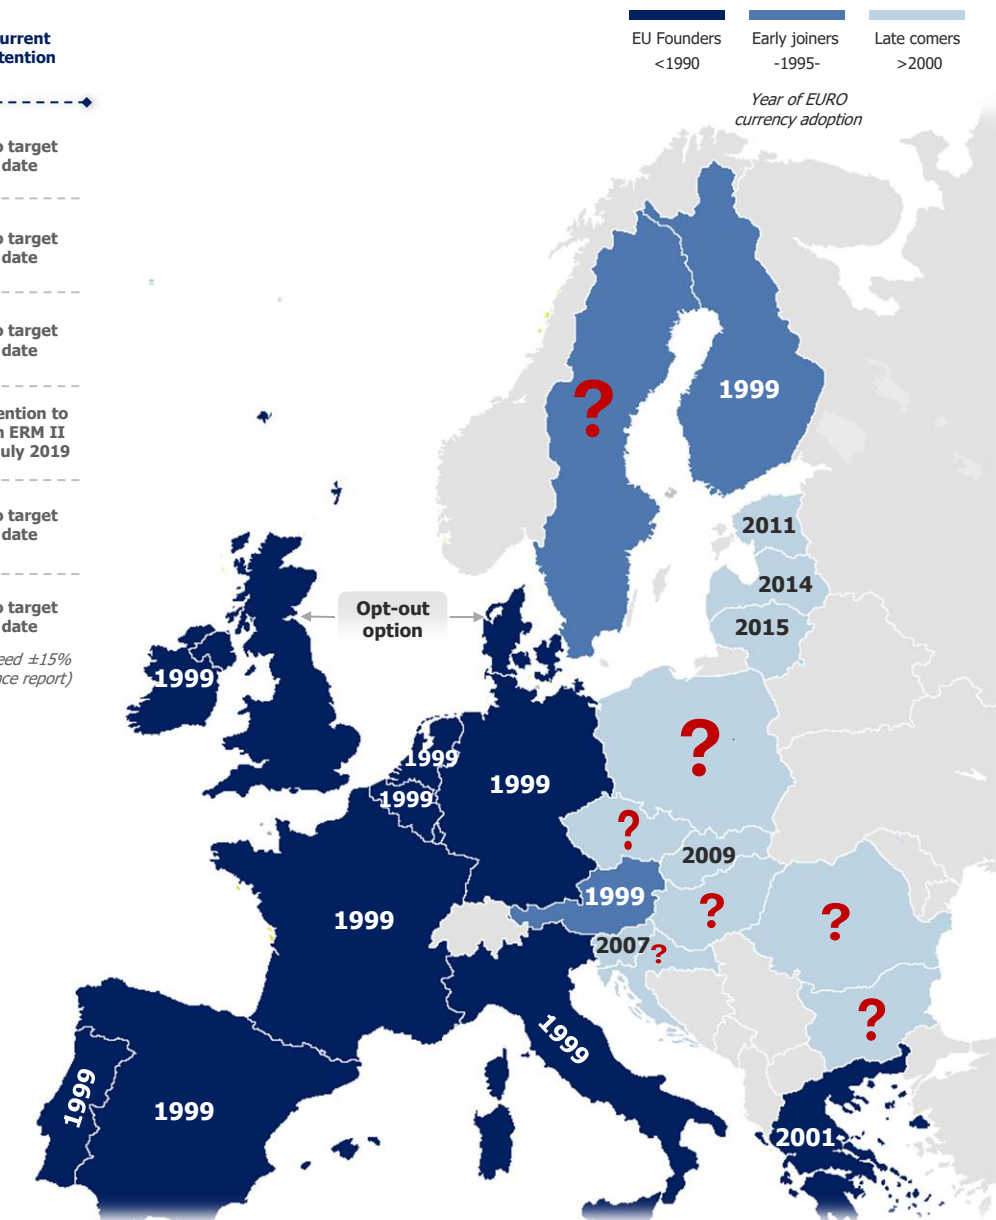 EU Founders
<1990
Early joiners
-1995-
Late comers
>2000
Year of EURO
currency adoption
urrent
tention
o target
date
o target
date
o target
date
ention to
n ERM II
uly 2019
o target
date
o target
date
eed ±15%
nce report)
?
1999
2011
2014
2015
Opt-out
option
1999
?
1999
1999
1999
?
2009
1999
1999
?
?
2007
?
?
1999
1999
1999
2001